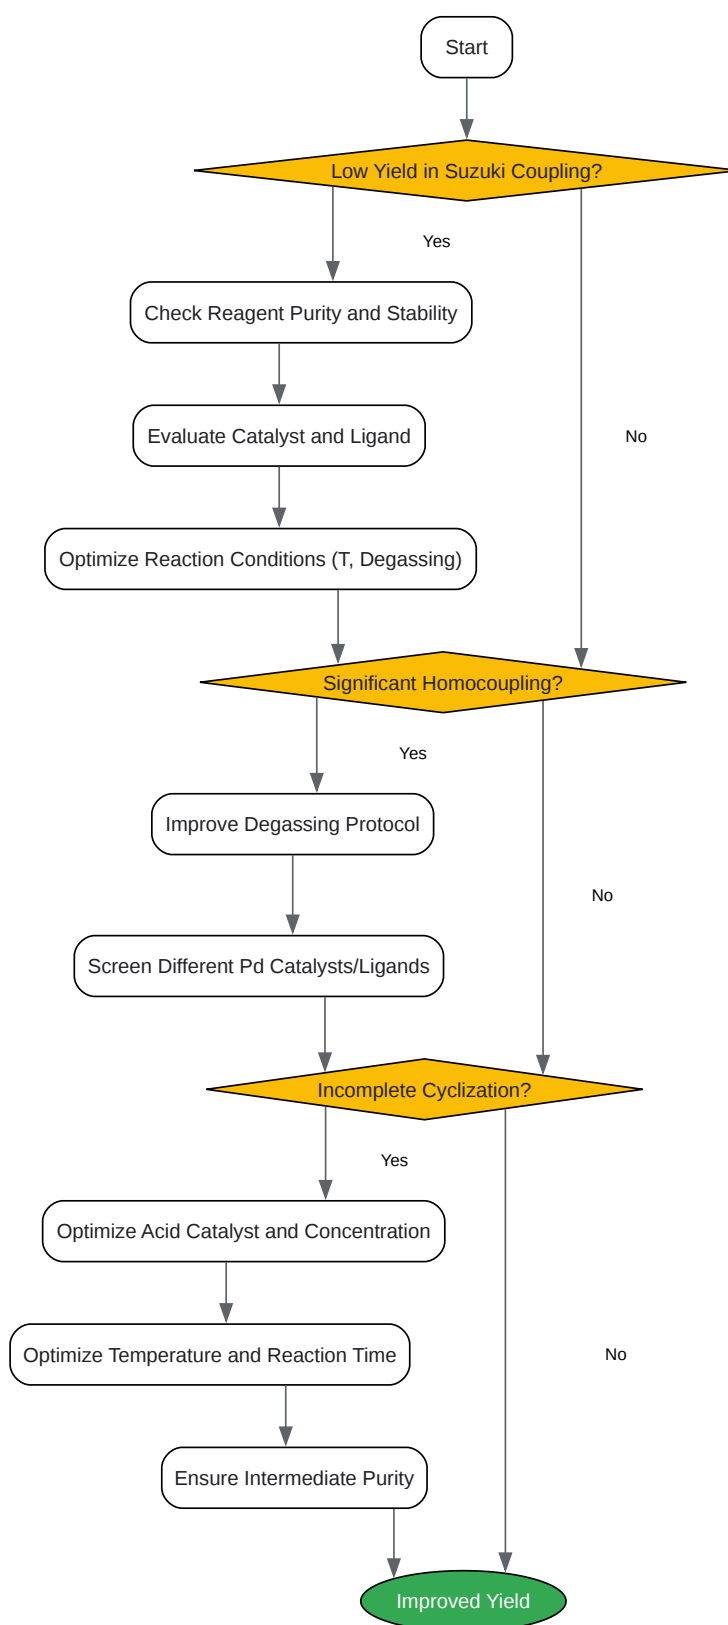 Start
Low Yield in Suzuki Coupling?
Yes
Check Reagent Purity and Stability
Evaluate Catalyst and Ligand
No
Optimize Reaction Conditions (T, Degassing)
Significant Homocoupling?
Yes
Improve Degassing Protocol
No
Screen Different Pd Catalysts/Ligands
Incomplete Cyclization?
Yes
Optimize Acid Catalyst and Concentration
Optimize Temperature and Reaction Time
No
Ensure Intermediate Purity
Improved Yield